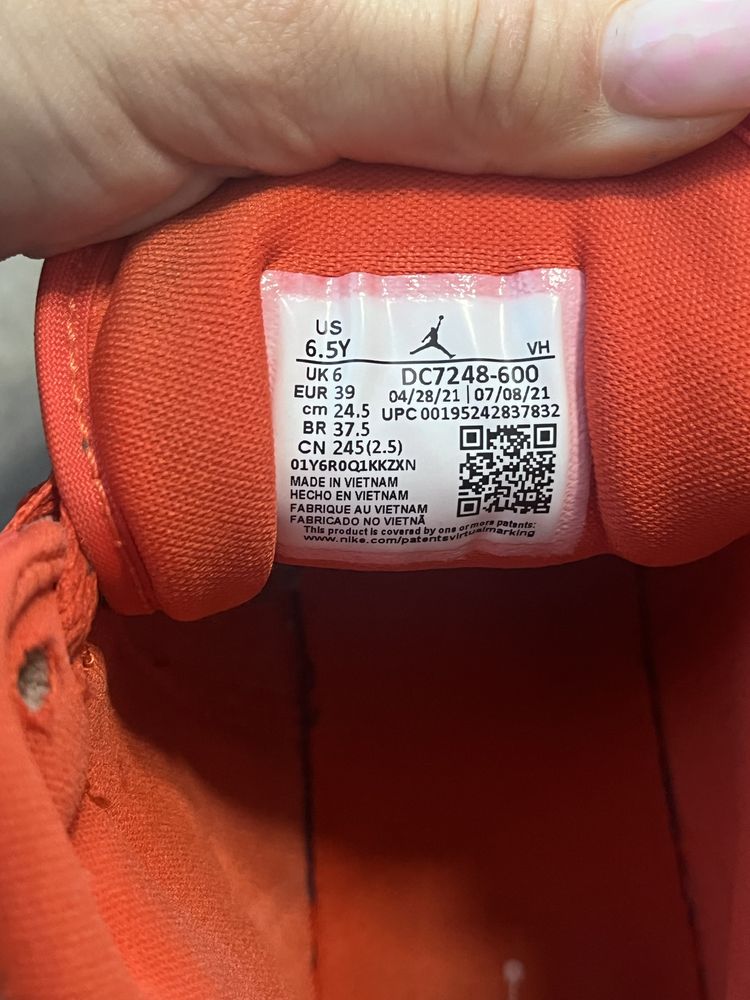 US
6.5Y
VH
UK 6
DC7248-600
EUR 39
04/28/21 | 07/08/21
cm 24.5
UPC 00195242837832
BR 37.5
CN 245(2.5)
01Y6R0Q1KKZXN
MADE IN VIETNAM
HECHO EN VIETNAM
FABRIQUE AU VIETNAM
FABRICADO NO VIETNÃ
This product is covered by one or more patents:
www.nike.com/patentsvirtualmarking